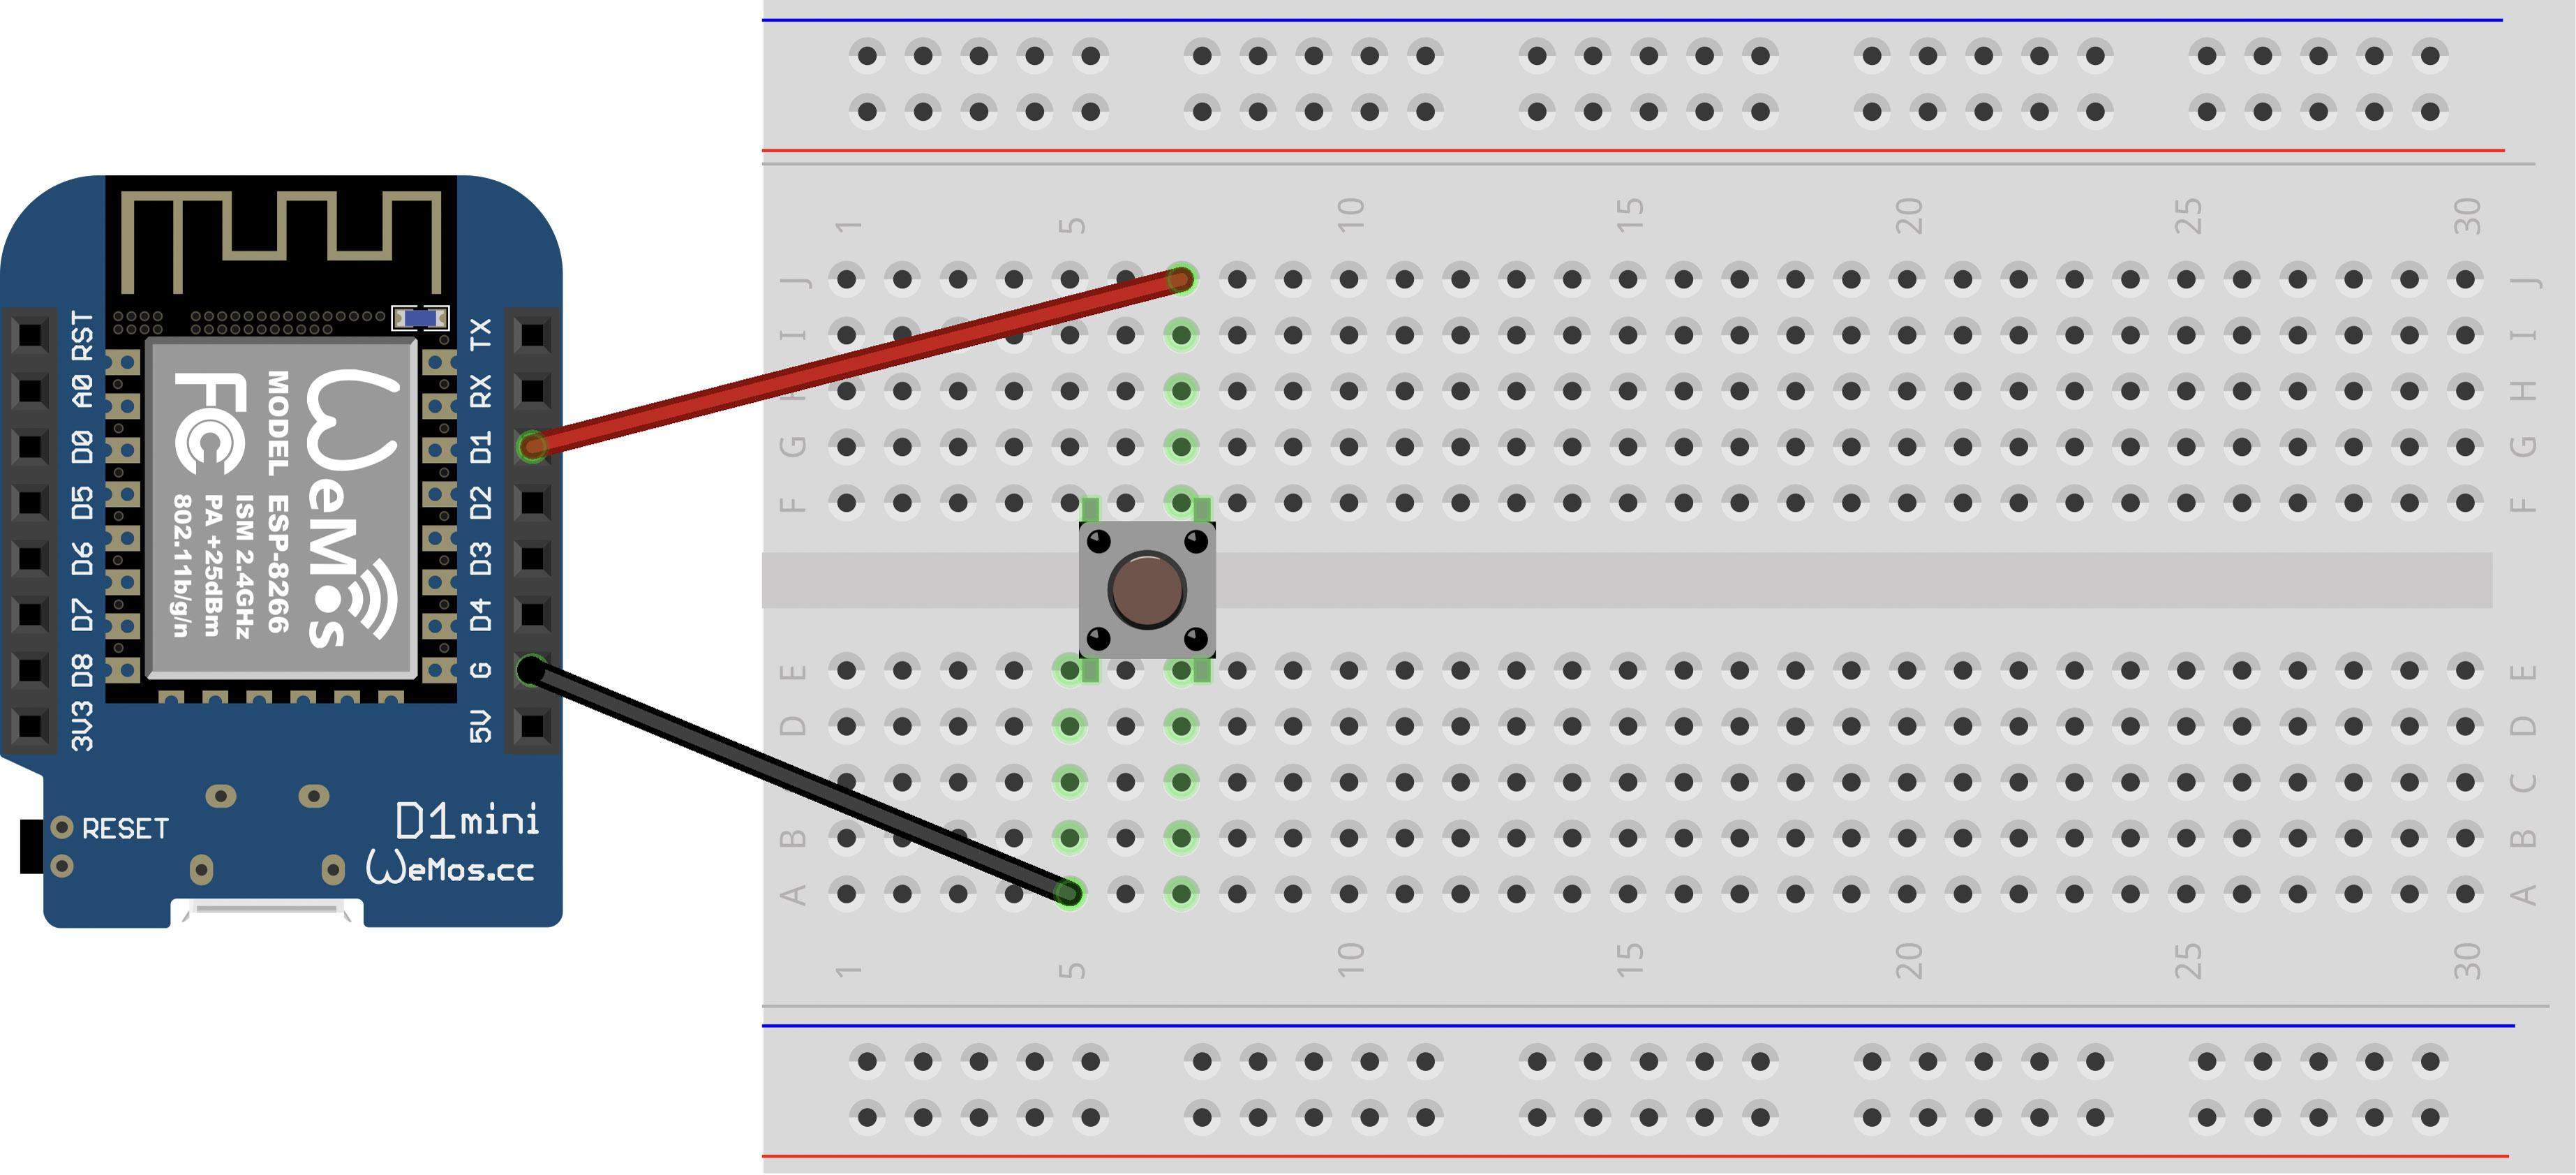 RST
A0
D0
D5
D6
D7
D8
3V3
TX
RX
D1
D2
D3
D4
G
5V
WeMos
MODEL ESP-8266
ISM 2.4GHz
PA +25dBm
802.11b/g/n
FC
RESET
D1mini
WeMos.cc
1 5 10 15 20 25 30
J J
I I
H H
G G
F F
E E
D D
C C
B B
A A
1 5 10 15 20 25 30